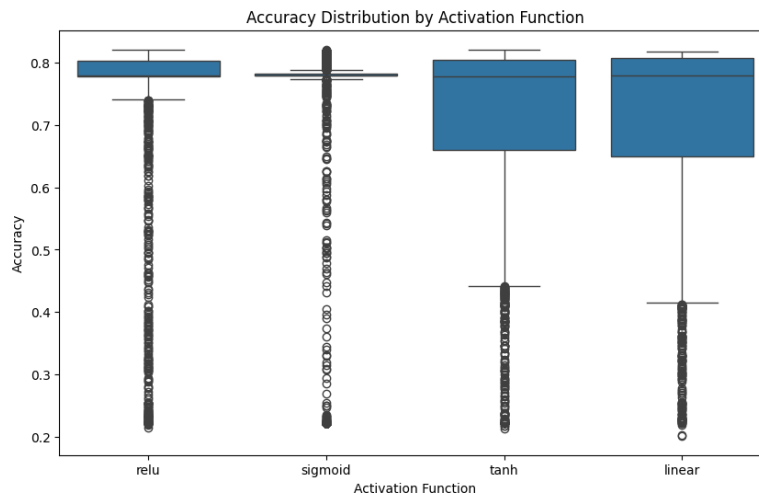 Accuracy Distribution by Activation Function
0.8
0.7
0.6
0.5
0.4
0.3
0.2
Accuracy
relu sigmoid tanh linear
Activation Function